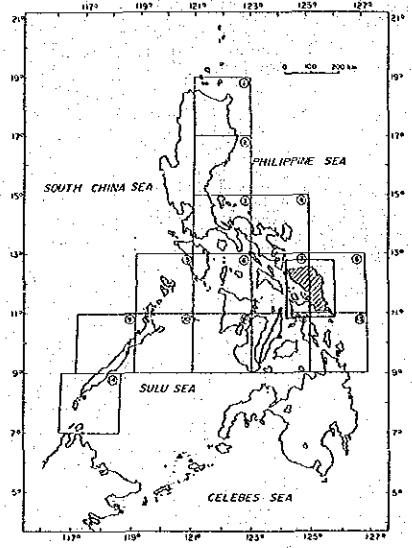 117° 119° 121° 123° 125° 127°
21° 21°
0 100 200 km
19° 19°
17° 17°
PHILIPPINE SEA
SOUTH CHINA SEA
15° 15°
13° 13°
11° 11°
9° 9°
SULU SEA
7° 7°
5° 5°
CELEBES SEA
117° 119° 121° 123° 125° 127°